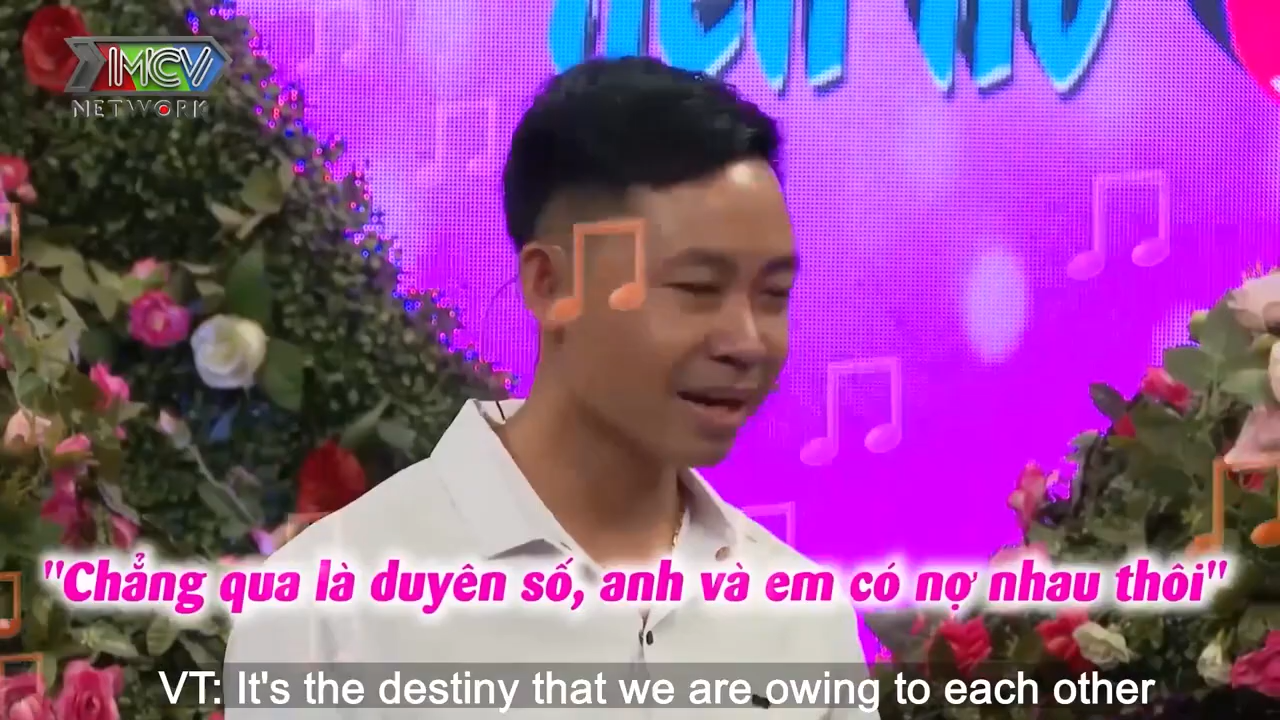 MCV
NETWORK
"Chẳng qua là duyên số, anh và em có nợ nhau thôi"
VT: It's the destiny that we are owing to each other